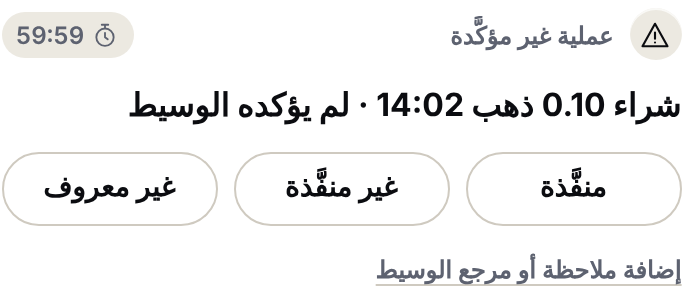 عملية غير مؤكَّدة
59:59
شراء 0.10 ذهب 14:02 · لم يؤكده الوسيط
منفَّذة
غير منفَّذة
غير معروف
إضافة ملاحظة أو مرجع الوسيط